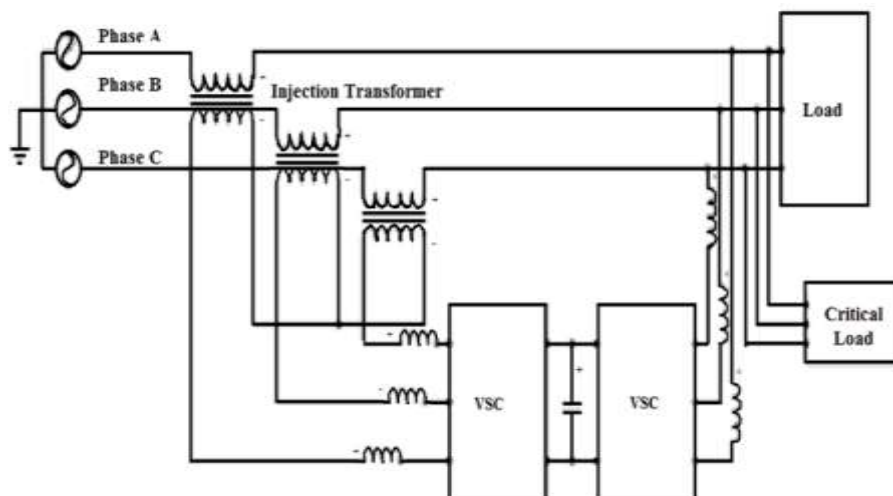 Phase A
Phase B
Injection Transformer
Phase C
Load
Critical
Load
VSC
VSC